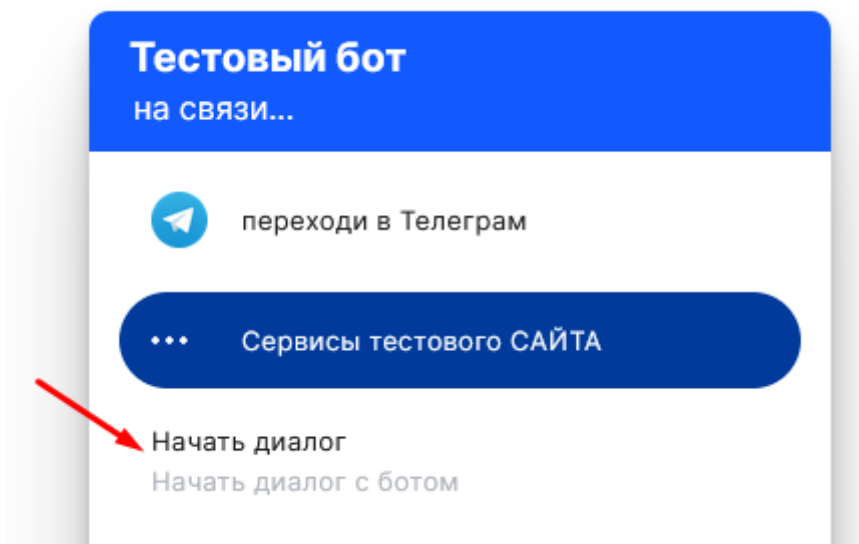 Тестовый бот
на связи...
переходи в Телеграм
Сервисы тестового САЙТА
Начать диалог
Начать диалог с ботом